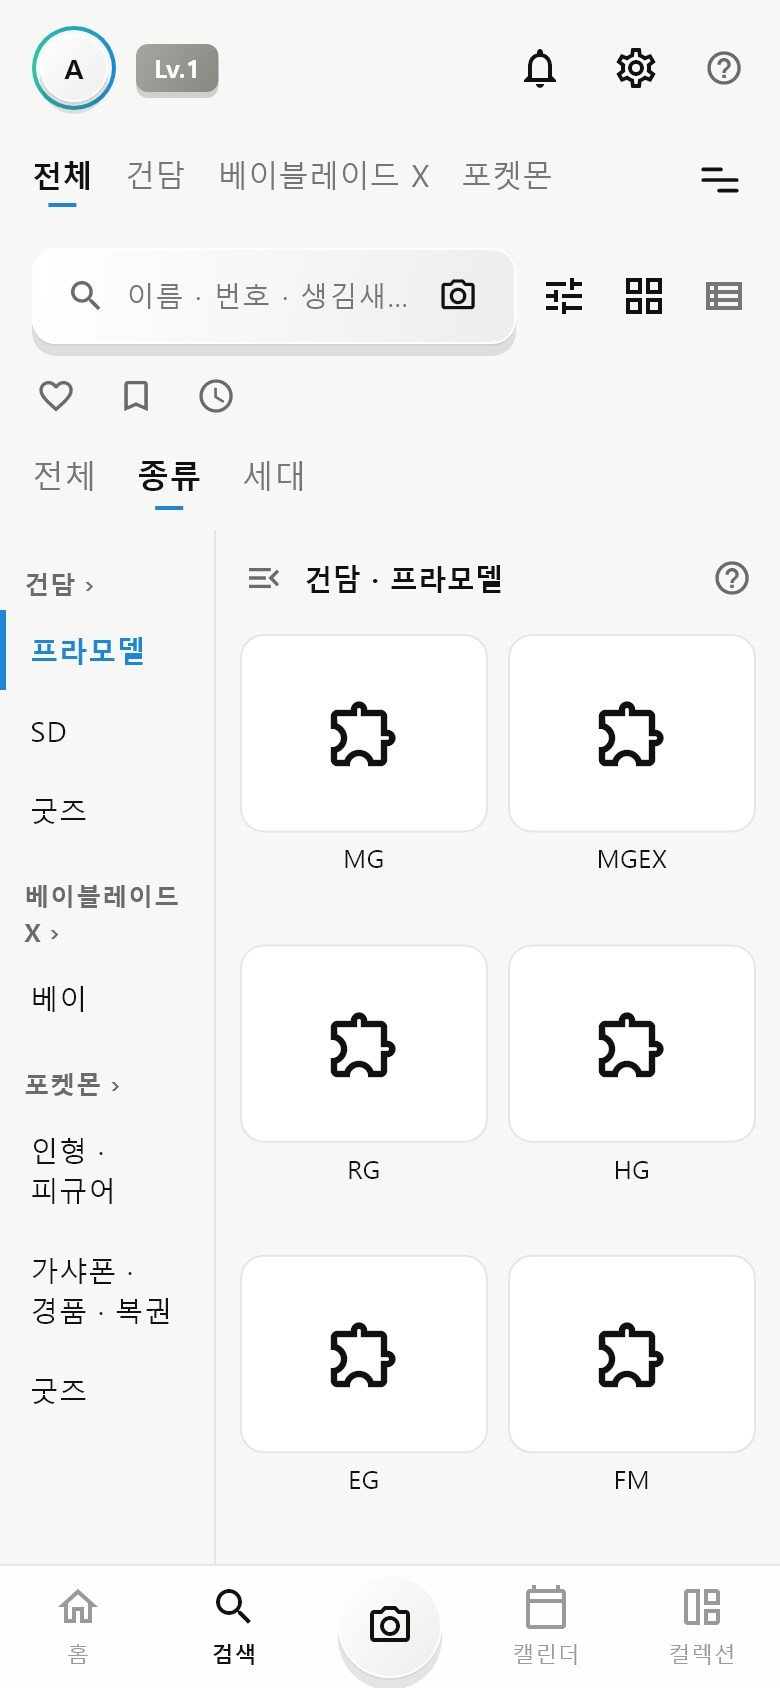 A
Lv.1
전체 건담 베이블레이드 X 포켓몬
이름 · 번호 · 생김새...
전체 종류 세대
건담 ›
프라모델
SD
굿즈
베이블레이드
X ›
베이
포켓몬 ›
인형 ·
피규어
가샤폰 ·
경품 · 복권
굿즈
건담 · 프라모델
MG MGEX
RG HG
EG FM
홈 검색 캘린더 컬렉션